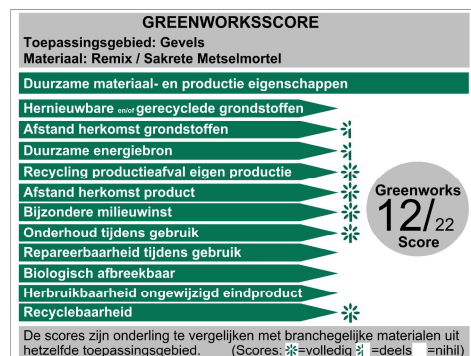 GREENWORKSSCORE
Toepassingsgebied: Gevels
Materiaal: Remix / Sakrete Metselmortel
Duurzame materiaal- en productie eigenschappen
Hernieuwbare en/of gerecyclede grondstoffen
Afstand herkomst grondstoffen
Duurzame energiebron
Recycling productieafval eigen productie
Afstand herkomst product
Bijzondere milieuwinst
Onderhoud tijdens gebruik
Repareerbaarheid tijdens gebruik
Biologisch afbreekbaar
Herbruikbaarheid ongewijzigd eindproduct
Recyclebaarheid
Greenworks
12/22
Score
De scores zijn onderling te vergelijken met branchegelijke materialen uit
hetzelfde toepassingsgebied. (Scores: =volledig =deels =nihil)